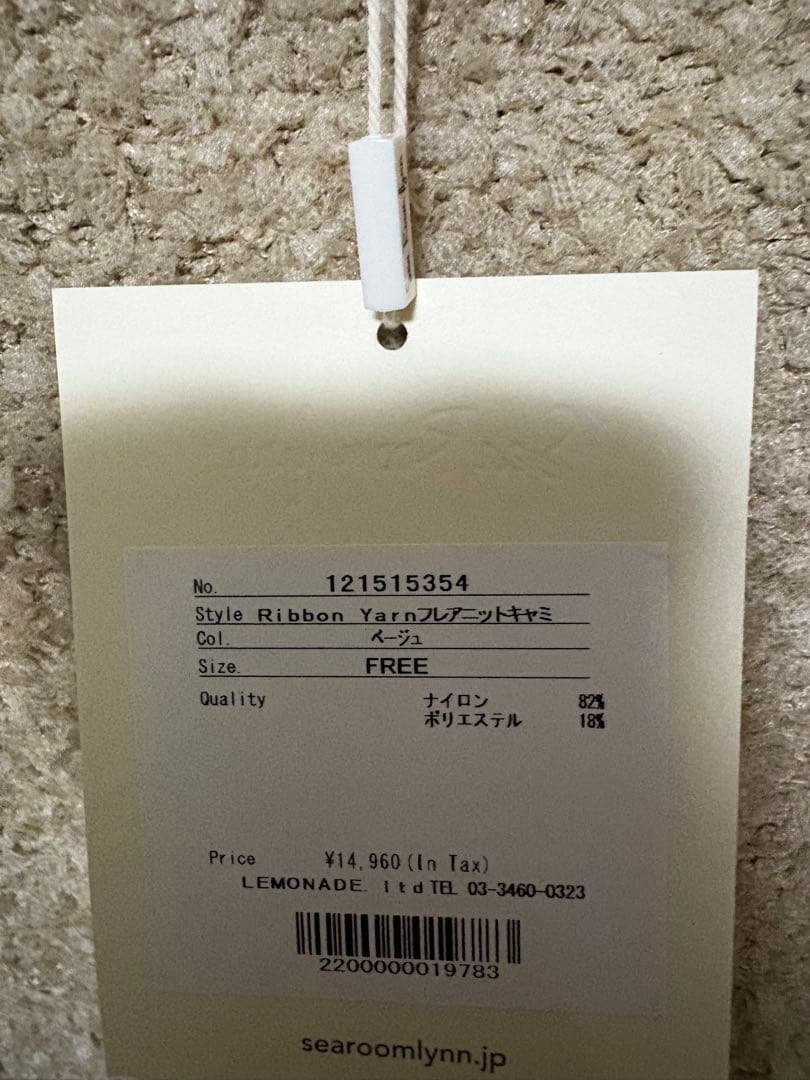 No. 121515354
Style Ribbon Yarnフレアニットキャミ
Col. ベージュ
Size. FREE
Quality ナイロン 82%
ポリエステル 18%
Price ¥14,960(In Tax)
LEMONADE. ltd TEL 03-3460-0323
2200000019783
searoomlynn.jp